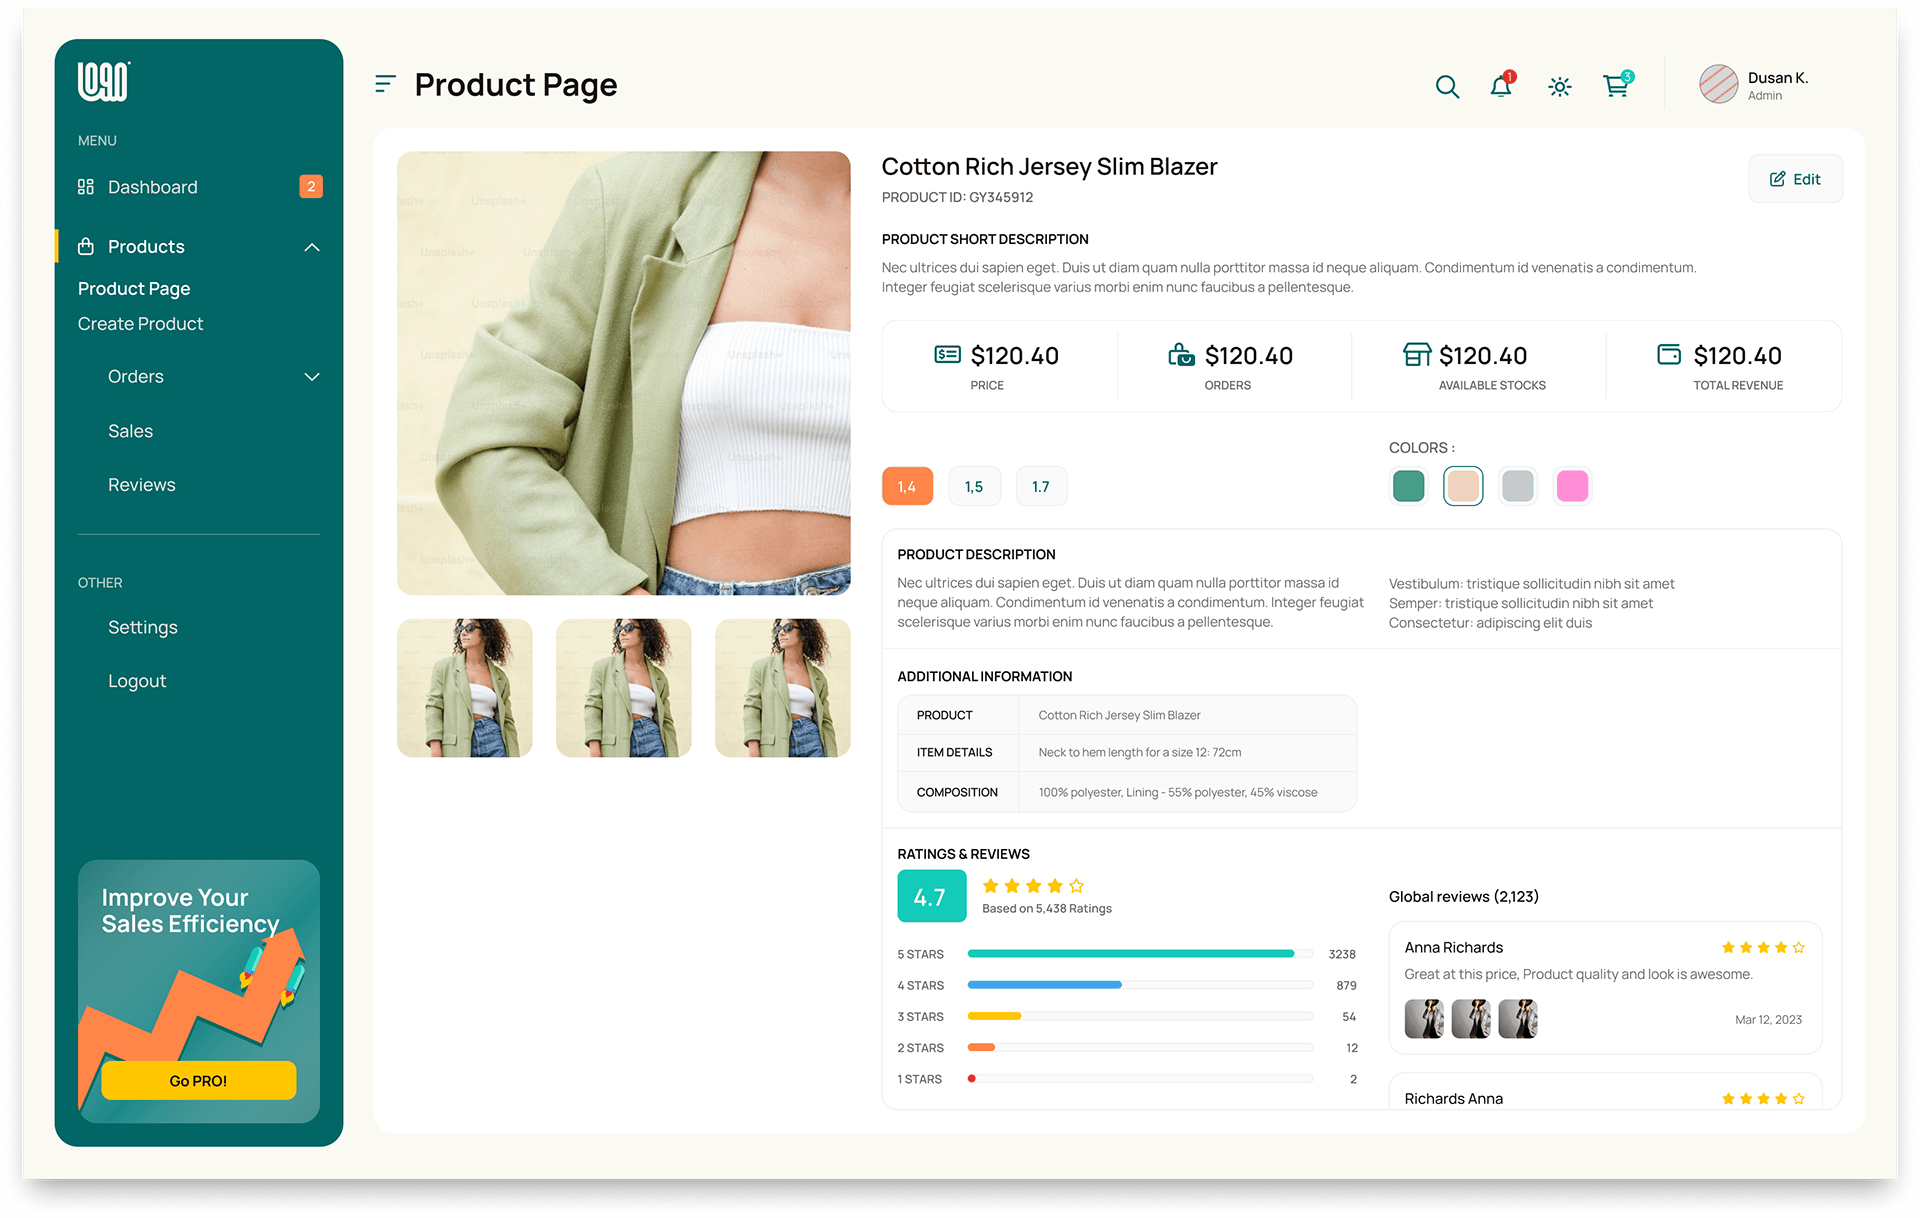 Product Page
1
3
Dusan K.
Admin
MENU
Dashboard
2
Products
Product Page
Create Product
Orders
Sales
Reviews
OTHER
Settings
Logout
Improve Your
Sales Efficiency
Go PRO!
Unsplash+
Cotton Rich Jersey Slim Blazer
PRODUCT ID: GY345912
Edit
PRODUCT SHORT DESCRIPTION
Nec ultrices dui sapien eget. Duis ut diam quam nulla porttitor massa id neque aliquam. Condimentum id venenatis a condimentum.
Integer feugiat scelerisque varius morbi enim nunc faucibus a pellentesque.
$120.40
PRICE
$120.40
ORDERS
$120.40
AVAILABLE STOCKS
$120.40
TOTAL REVENUE
1,4
1,5
1.7
COLORS :
PRODUCT DESCRIPTION
Nec ultrices dui sapien eget. Duis ut diam quam nulla porttitor massa id
neque aliquam. Condimentum id venenatis a condimentum. Integer feugiat
scelerisque varius morbi enim nunc faucibus a pellentesque.
Vestibulum: tristique sollicitudin nibh sit amet
Semper: tristique sollicitudin nibh sit amet
Consectetur: adipiscing elit duis
ADDITIONAL INFORMATION
PRODUCT
Cotton Rich Jersey Slim Blazer
ITEM DETAILS
Neck to hem length for a size 12: 72cm
COMPOSITION
100% polyester, Lining - 55% polyester, 45% viscose
RATINGS & REVIEWS
4.7
Based on 5,438 Ratings
5 STARS
3238
4 STARS
879
3 STARS
54
2 STARS
12
1 STARS
2
Global reviews (2,123)
Anna Richards
Great at this price, Product quality and look is awesome.
Mar 12, 2023
Richards Anna